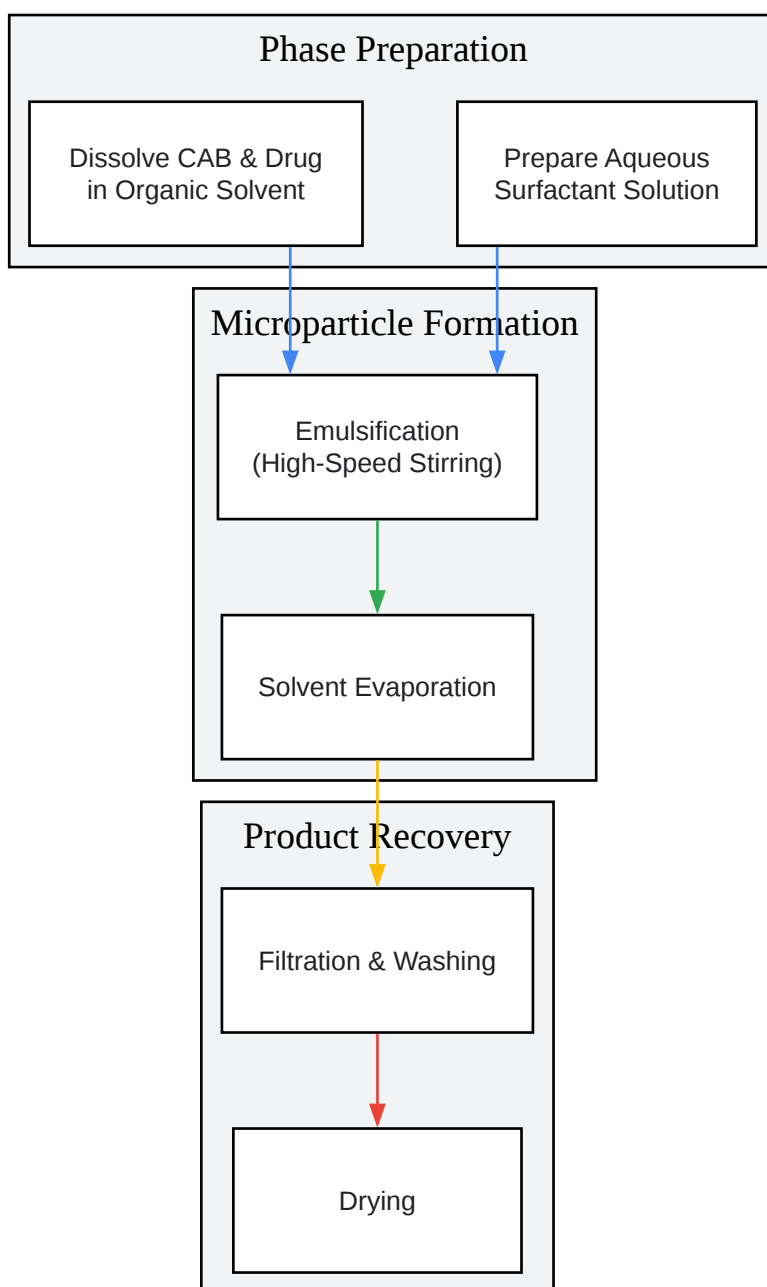 Phase Preparation
Dissolve CAB & Drug
in Organic Solvent
Prepare Aqueous
Surfactant Solution
Microparticle Formation
Emulsification
(High-Speed Stirring)
Solvent Evaporation
Product Recovery
Filtration & Washing
Drying